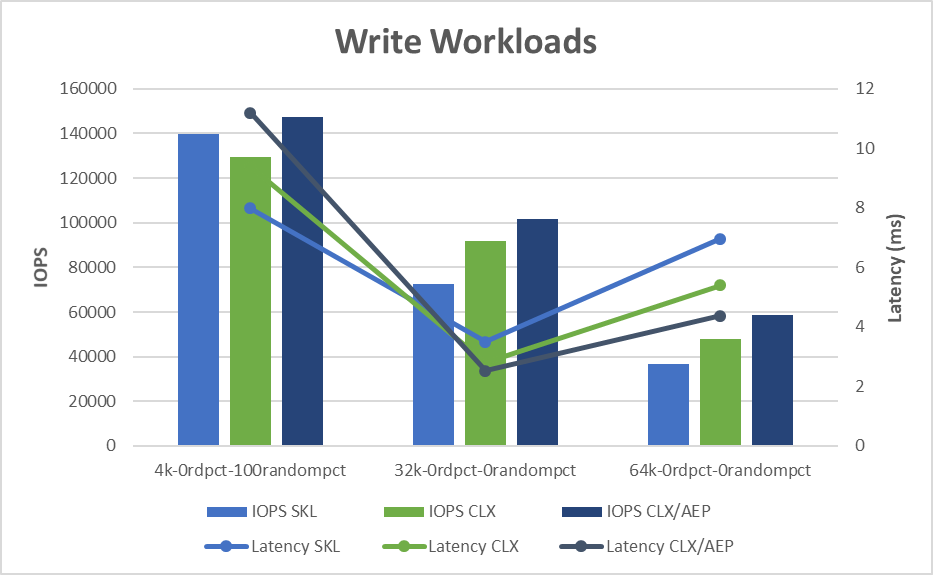 Write Workloads
160000
140000
120000
100000
80000
60000
40000
20000
0
IOPS
12
10
8
6
4
2
0
Latency (ms)
4k-0rdpct-100randompct 32k-0rdpct-0randompct 64k-0rdpct-0randompct
IOPS SKL IOPS CLX IOPS CLX/AEP
Latency SKL Latency CLX Latency CLX/AEP